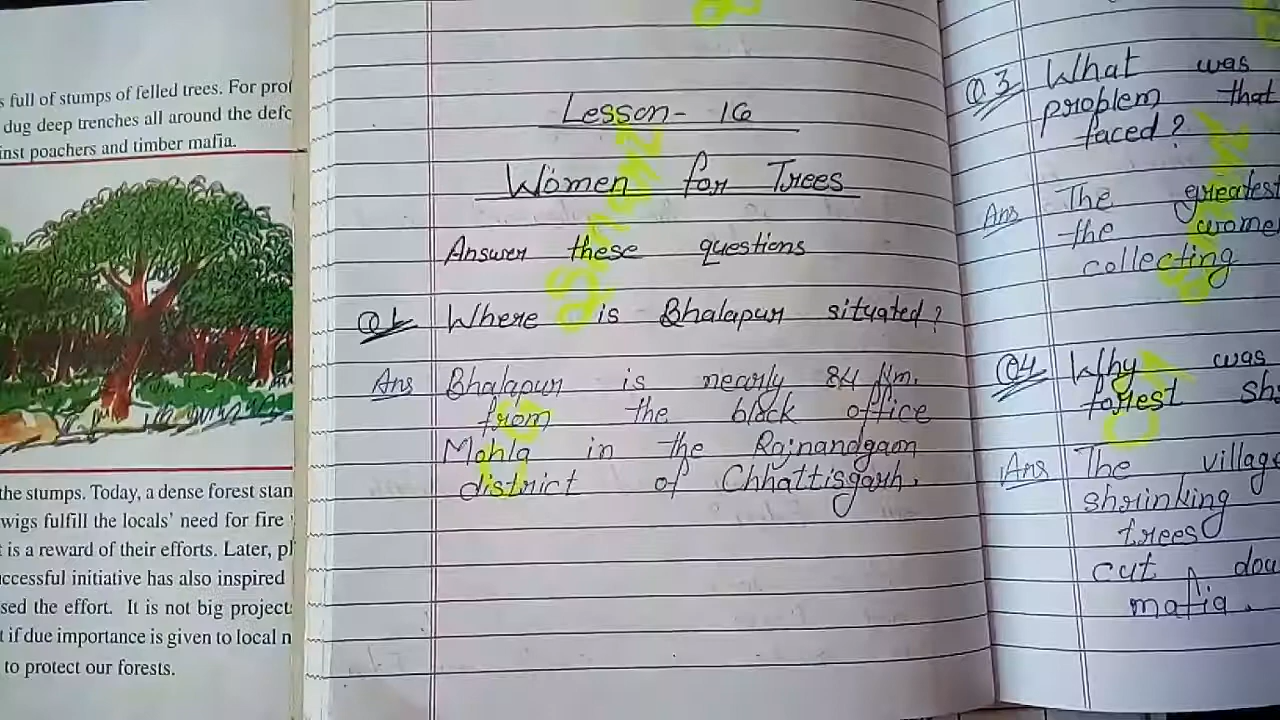 s full of stumps of felled trees. For prof
dug deep trenches all around the defo
inst poachers and timber mafia.
the stumps. Today, a dense forest stan
wigs fulfill the locals' need for fire
t is a reward of their efforts. Later, pl
uccessful initiative has also inspired
sed the effort. It is not big project
t if due importance is given to local n
to protect our forests.
Lesson- 16
Women for Trees
Answer these questions
Q1 Where is Bhalapur situated?
Ans Bhalapur is nearly 84 km.
from the block office
Mohla in the Rajnandgaon
district of Chhattisgarh.
Q3 What was
problem that
faced?
Ans The greatest
the wome
collecting
Q4 Why was
forest sh
Ans The villag
shrinking
trees
cut dow
mafia.